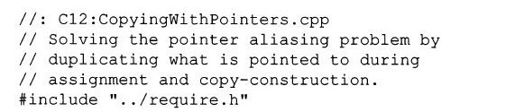 //: C12:CopyingWithPointers.cpp
// Solving the pointer aliasing problem by
// duplicating what is pointed to during
// assignment and copy-construction.
#include "../require.h"